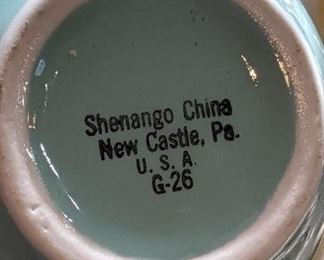 Shenango China
New Castle, Pa.
U. S. A.
G-26